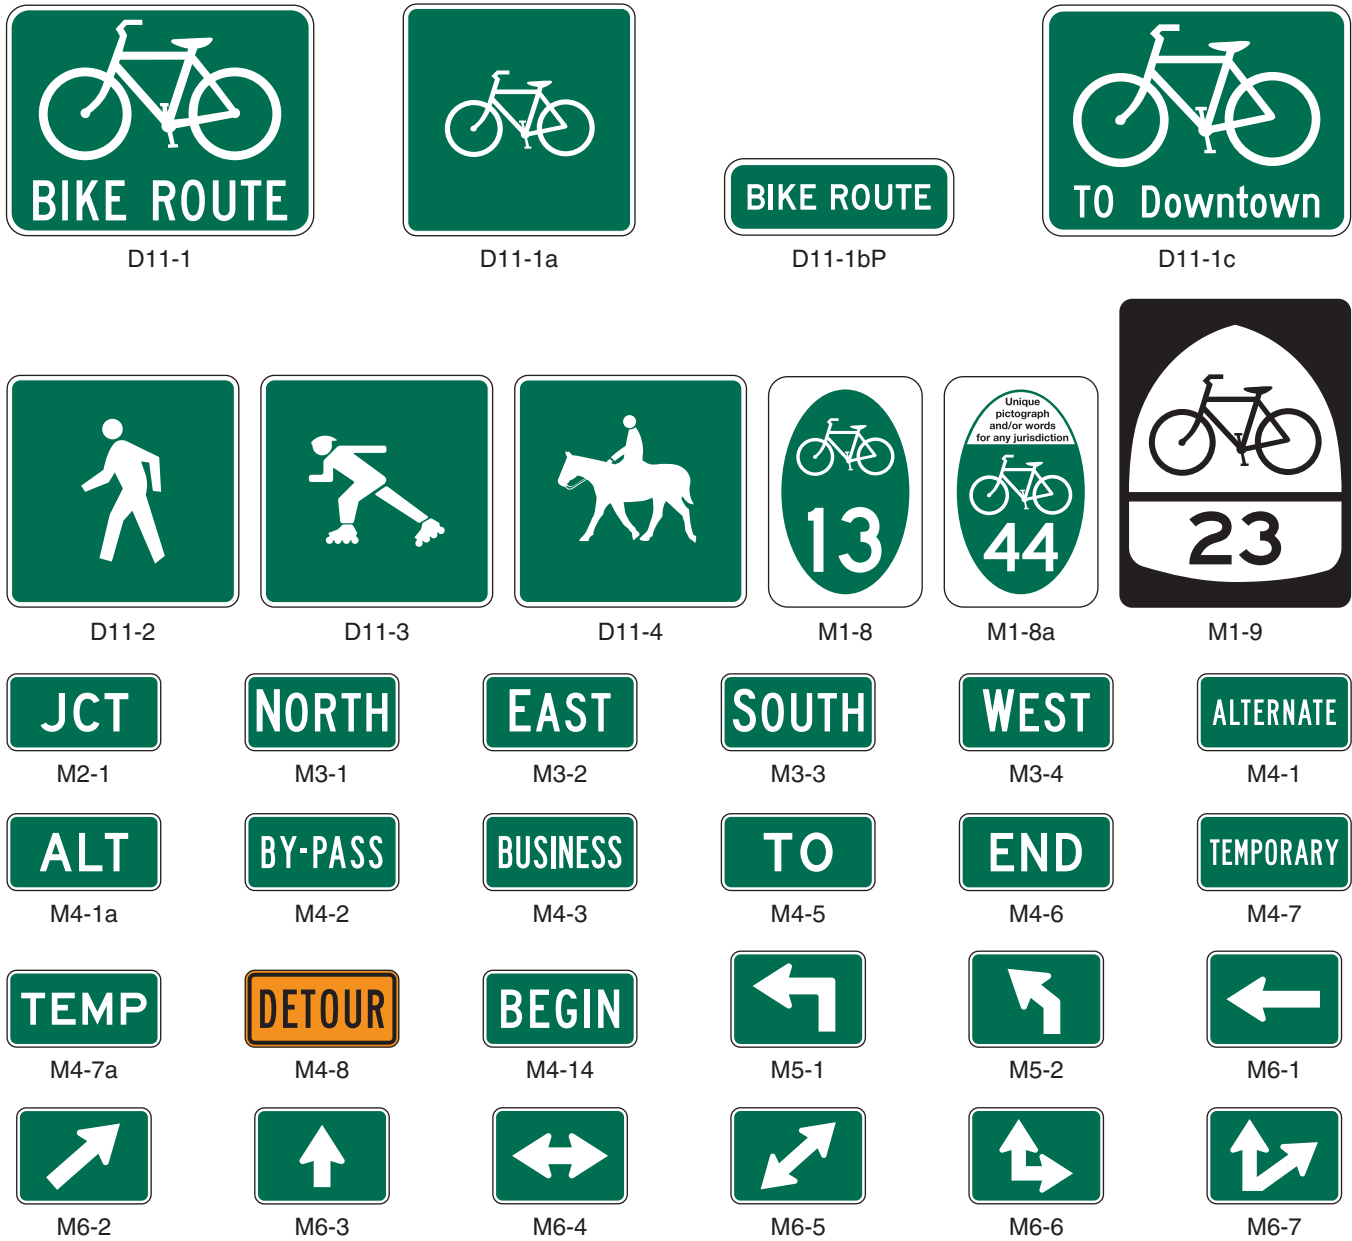 BIKE ROUTE
BIKE ROUTE
TO Downtown
D11-1
D11-1a
D11-1bP
D11-1c
Unique
pictograph
and/or words
for any jurisdiction
13
44
23
D11-2
D11-3
D11-4
M1-8
M1-8a
M1-9
JCT
NORTH
EAST
SOUTH
WEST
ALTERNATE
M2-1
M3-1
M3-2
M3-3
M3-4
M4-1
ALT
BY-PASS
BUSINESS
TO
END
TEMPORARY
M4-1a
M4-2
M4-3
M4-5
M4-6
M4-7
TEMP
DETOUR
BEGIN
M4-7a
M4-8
M4-14
M5-1
M5-2
M6-1
M6-2
M6-3
M6-4
M6-5
M6-6
M6-7